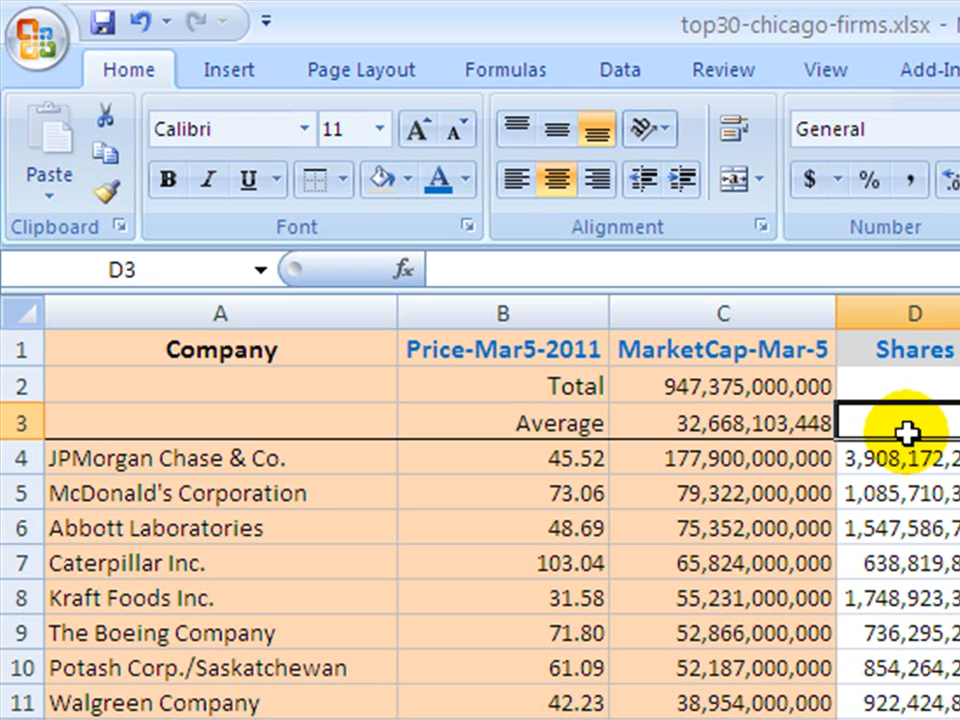 top30-chicago-firms.xlsx -
Home Insert Page Layout Formulas Data Review View Add-In
Calibri 11 General
Paste B I U $ % ,
Clipboard Font Alignment Number
D3 fx
A B C D
1 Company Price-Mar5-2011 MarketCap-Mar-5 Shares
2 Total 947,375,000,000
3 Average 32,668,103,448
4 JPMorgan Chase & Co. 45.52 177,900,000,000 3,908,172,2
5 McDonald's Corporation 73.06 79,322,000,000 1,085,710,3
6 Abbott Laboratories 48.69 75,352,000,000 1,547,586,7
7 Caterpillar Inc. 103.04 65,824,000,000 638,819,8
8 Kraft Foods Inc. 31.58 55,231,000,000 1,748,923,3
9 The Boeing Company 71.80 52,866,000,000 736,295,2
10 Potash Corp./Saskatchewan 61.09 52,187,000,000 854,264,2
11 Walgreen Company 42.23 38,954,000,000 922,424,8